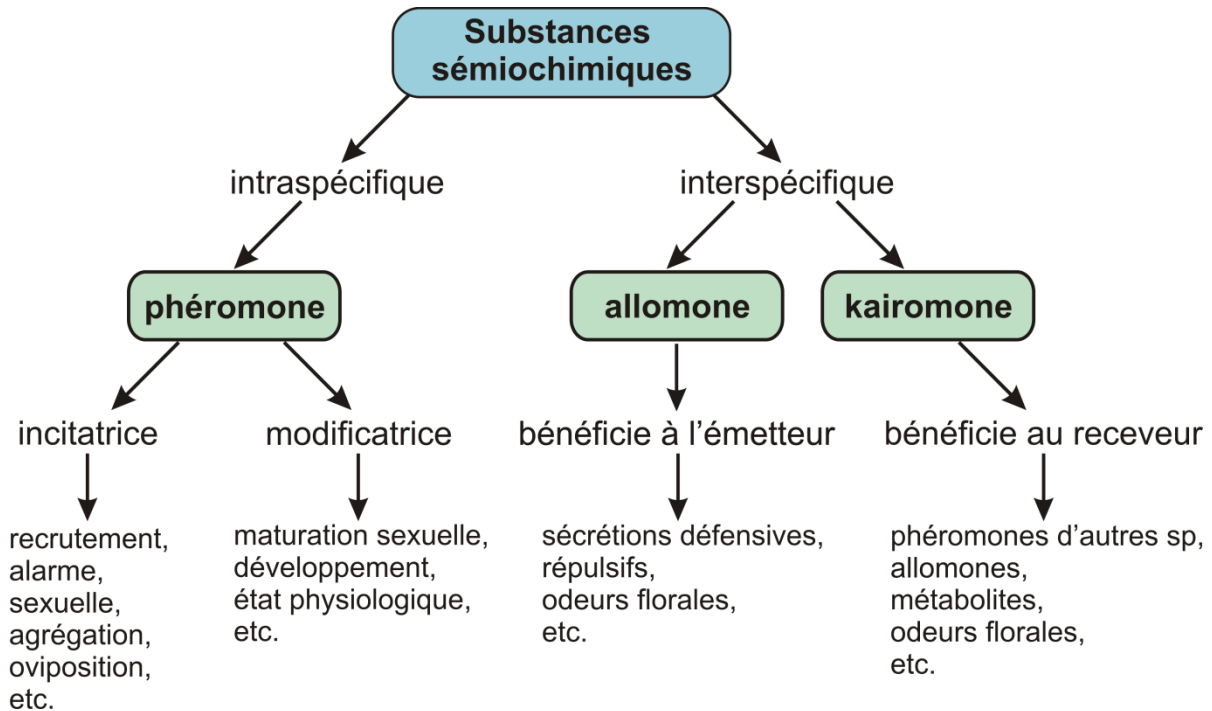 Substances
sémiochimiques
intraspécifique
interspécifique
phéromone
allomone
kairomone
incitatrice
modificatrice
bénéficie à l'émetteur
bénéficie au receveur
recrutement,
alarme,
sexuelle,
agrégation,
oviposition,
etc.
maturation sexuelle,
développement,
état physiologique,
etc.
sécrétions défensives,
répulsifs,
odeurs florales,
etc.
phéromones d'autres sp,
allomones,
métabolites,
odeurs florales,
etc.